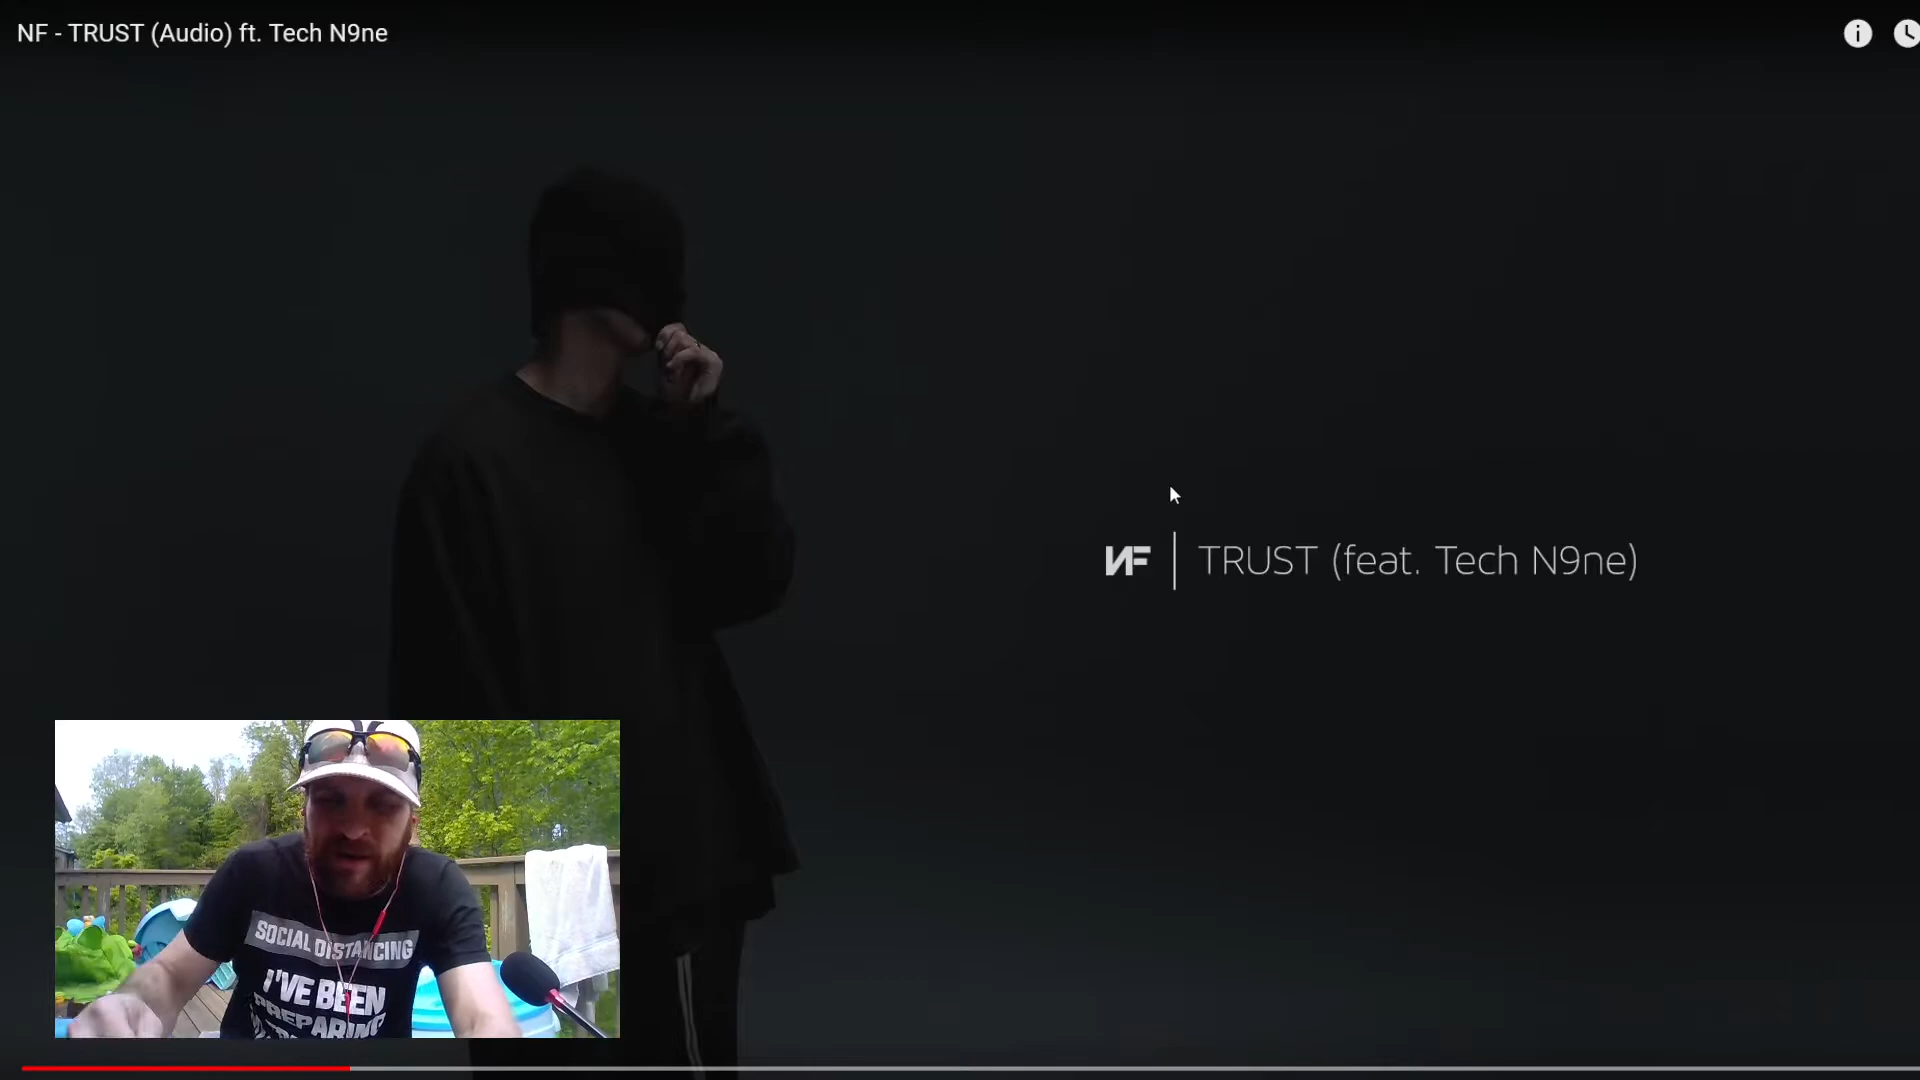 NF - TRUST (Audio) ft. Tech N9ne
NF | TRUST (feat. Tech N9ne)
SOCIAL DISTANCING
I'VE BEEN
PREPARING